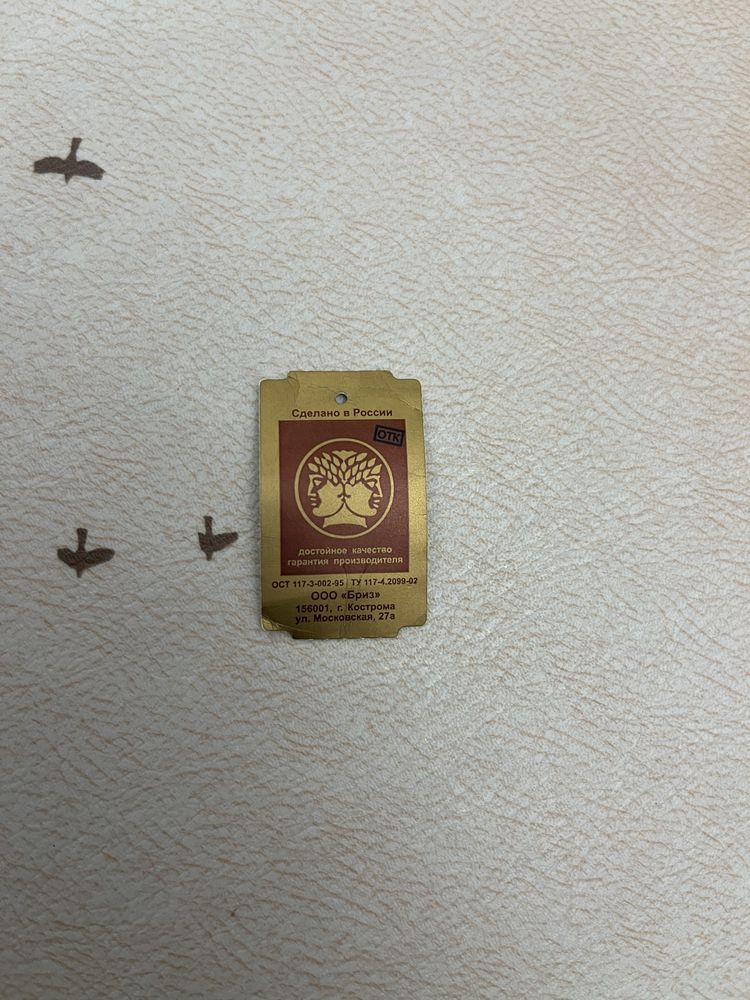 Сделано в России
ОТК
достойное качество
гарантия производителя
ОСТ 117-3-002-95 ТУ 117-4.2099-02
ООО «Бриз»
156001, г. Кострома
ул. Московская, 27а